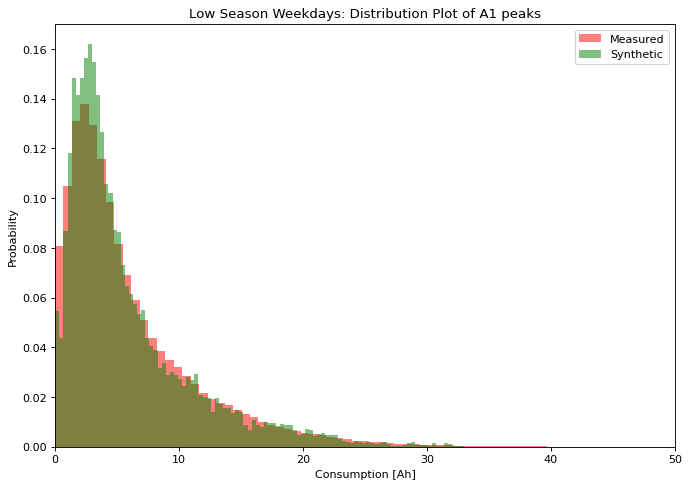 Low Season Weekdays: Distribution Plot of A1 peaks
Measured
Synthetic
0.16
0.14
0.12
0.10
0.08
0.06
0.04
0.02
0.00
Probability
0 10 20 30 40 50
Consumption [Ah]